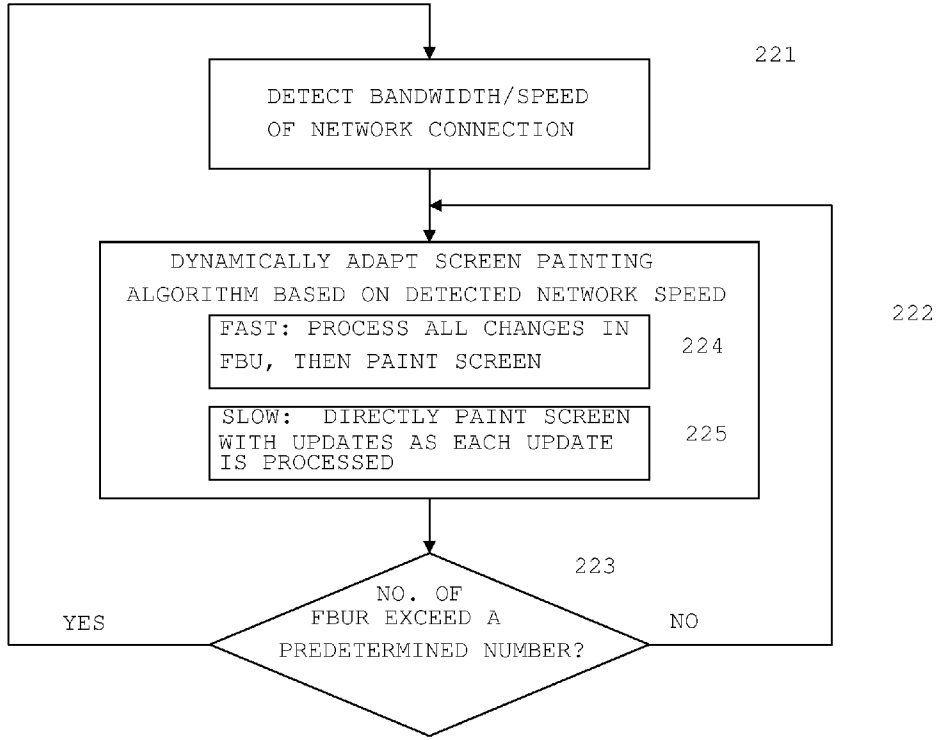 221
DETECT BANDWIDTH/SPEED
OF NETWORK CONNECTION
DYNAMICALLY ADAPT SCREEN PAINTING
ALGORITHM BASED ON DETECTED NETWORK SPEED
222
FAST: PROCESS ALL CHANGES IN
FBU, THEN PAINT SCREEN
224
SLOW: DIRECTLY PAINT SCREEN
WITH UPDATES AS EACH UPDATE
IS PROCESSED
225
223
NO. OF
FBUR EXCEED A
PREDETERMINED NUMBER?
YES
NO